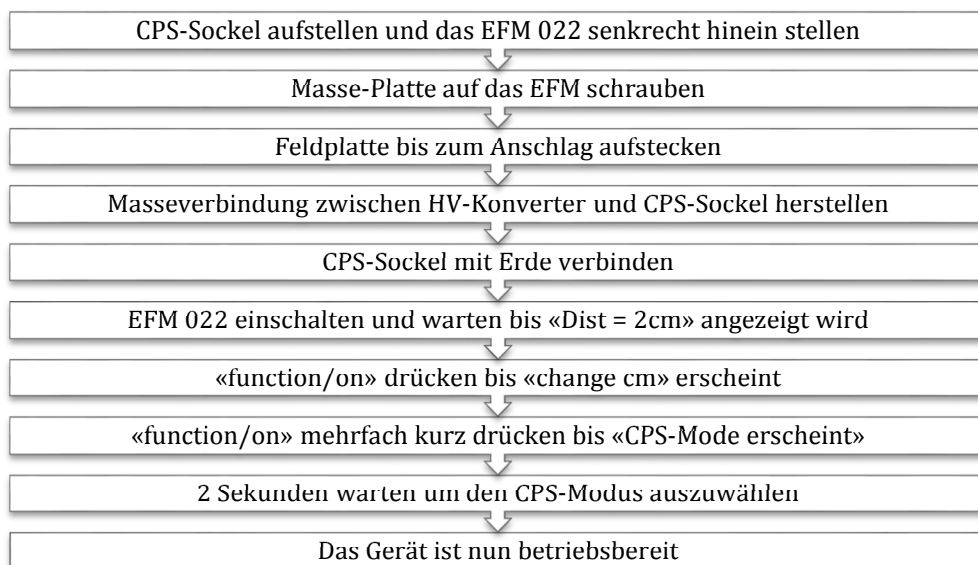 CPS-Sockel aufstellen und das EFM 022 senkrecht hinein stellen
Masse-Platte auf das EFM schrauben
Feldplatte bis zum Anschlag aufstecken
Masseverbindung zwischen HV-Konverter und CPS-Sockel herstellen
CPS-Sockel mit Erde verbinden
EFM 022 einschalten und warten bis «Dist = 2cm» angezeigt wird
«function/on» drücken bis «change cm» erscheint
«function/on» mehrfach kurz drücken bis «CPS-Mode erscheint»
2 Sekunden warten um den CPS-Modus auszuwählen
Das Gerät ist nun betriebsbereit